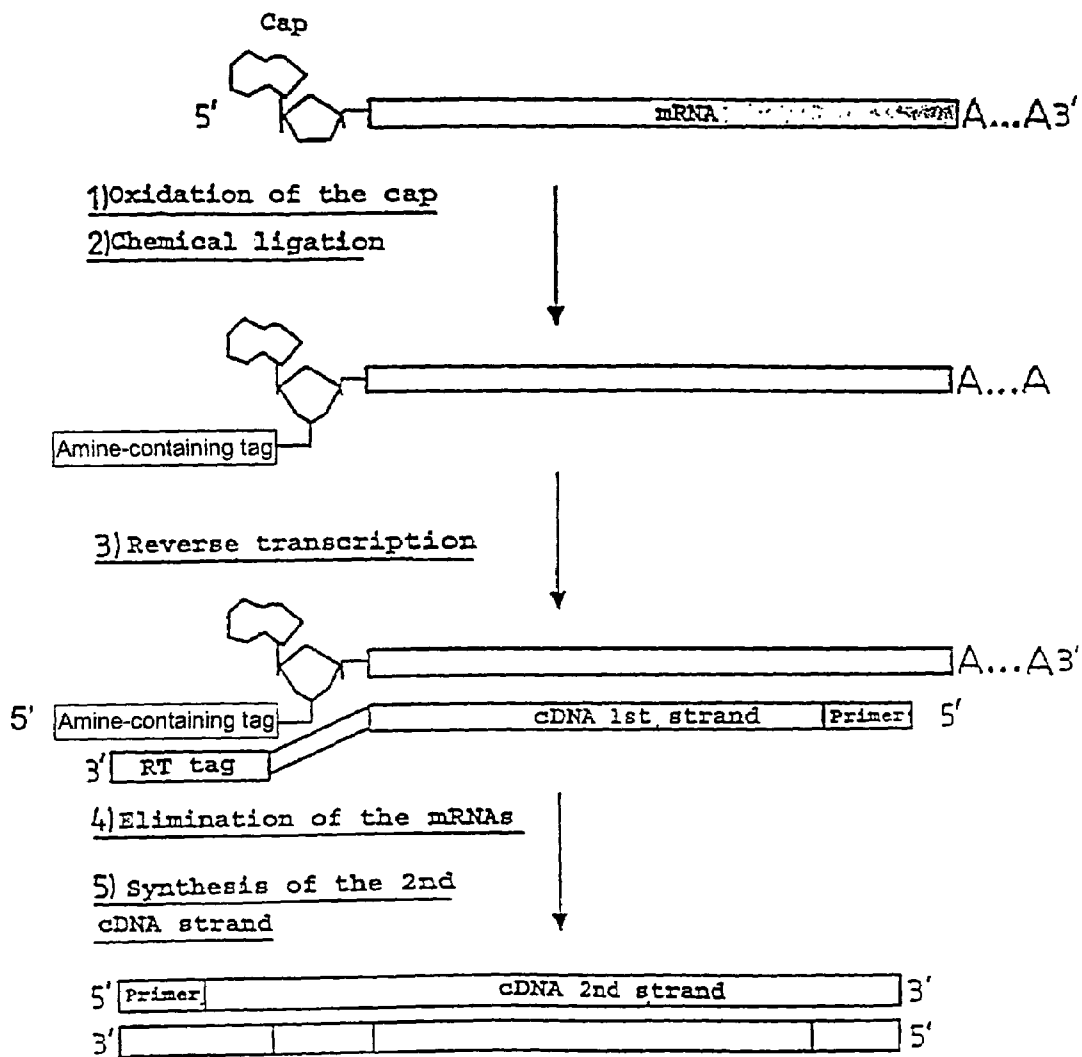 Cap
5' mRNA A...A3'
1)Oxidation of the cap
2)Chemical ligation
A...A
Amine-containing tag
3) Reverse transcription
A...A3'
5' Amine-containing tag cDNA 1st strand Primer 5'
3' RT tag
4) Elimination of the mRNAs
5) Synthesis of the 2nd
cDNA strand
5' Primer cDNA 2nd strand 3'
3' 5'